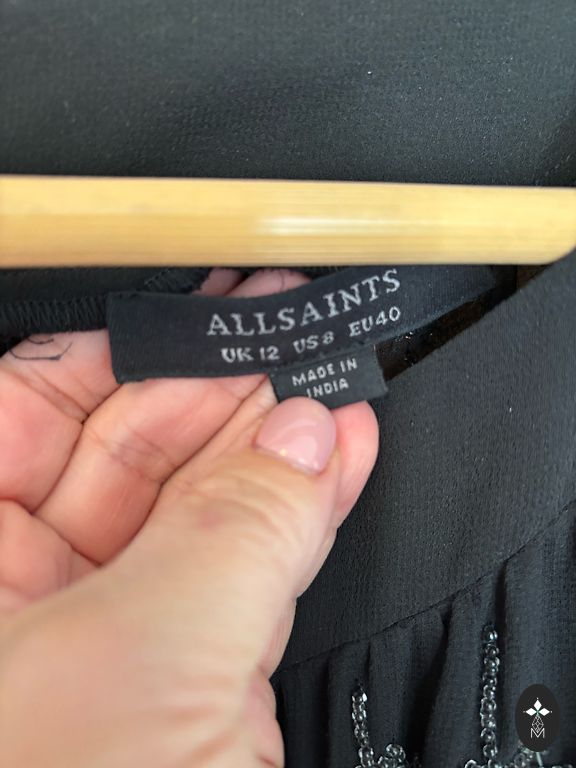 ALLSAINTS
UK 12 US 8 EU 40
MADE IN
INDIA